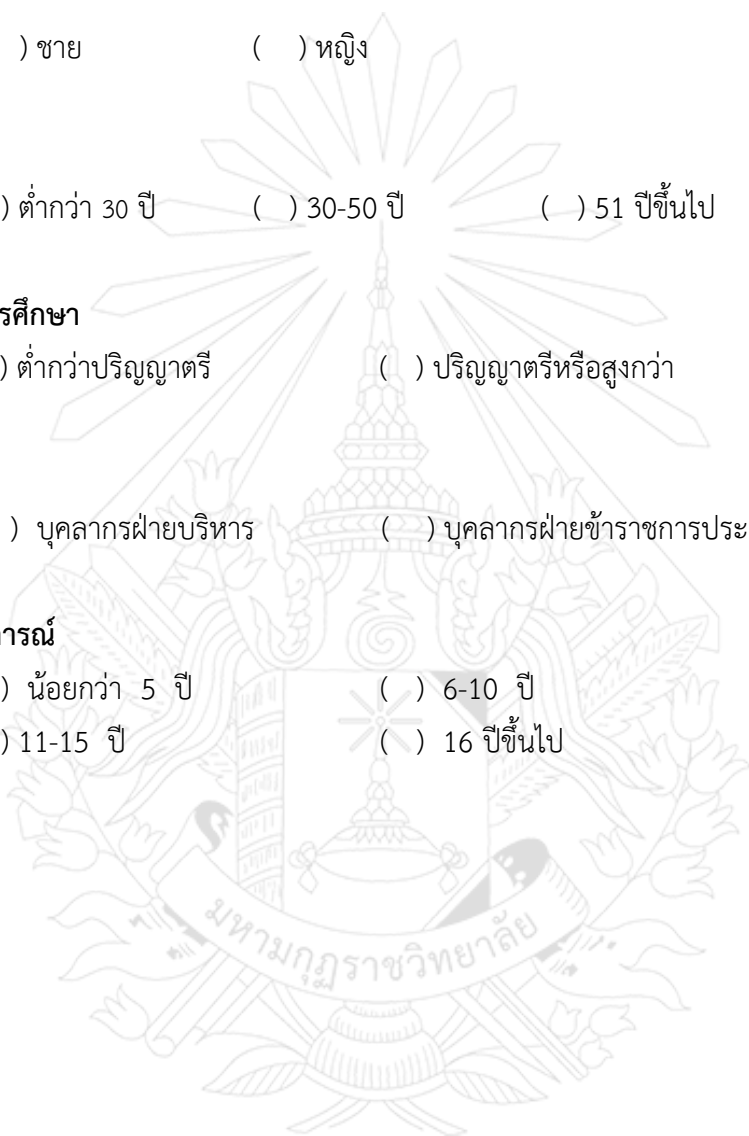 ) ชาย ( ) หญิง
) ต่ำกว่า 30 ปี ( ) 30-50 ปี ( ) 51 ปีขึ้นไป
รศึกษา
) ต่ำกว่าปริญญาตรี ( ) ปริญญาตรีหรือสูงกว่า
) บุคลากรฝ่ายบริหาร ( ) บุคลากรฝ่ายข้าราชการประ
ารณ์
) น้อยกว่า 5 ปี ( ) 6-10 ปี
) 11-15 ปี ( ) 16 ปีขึ้นไป
มหามกุฏราชวิทยาลัย